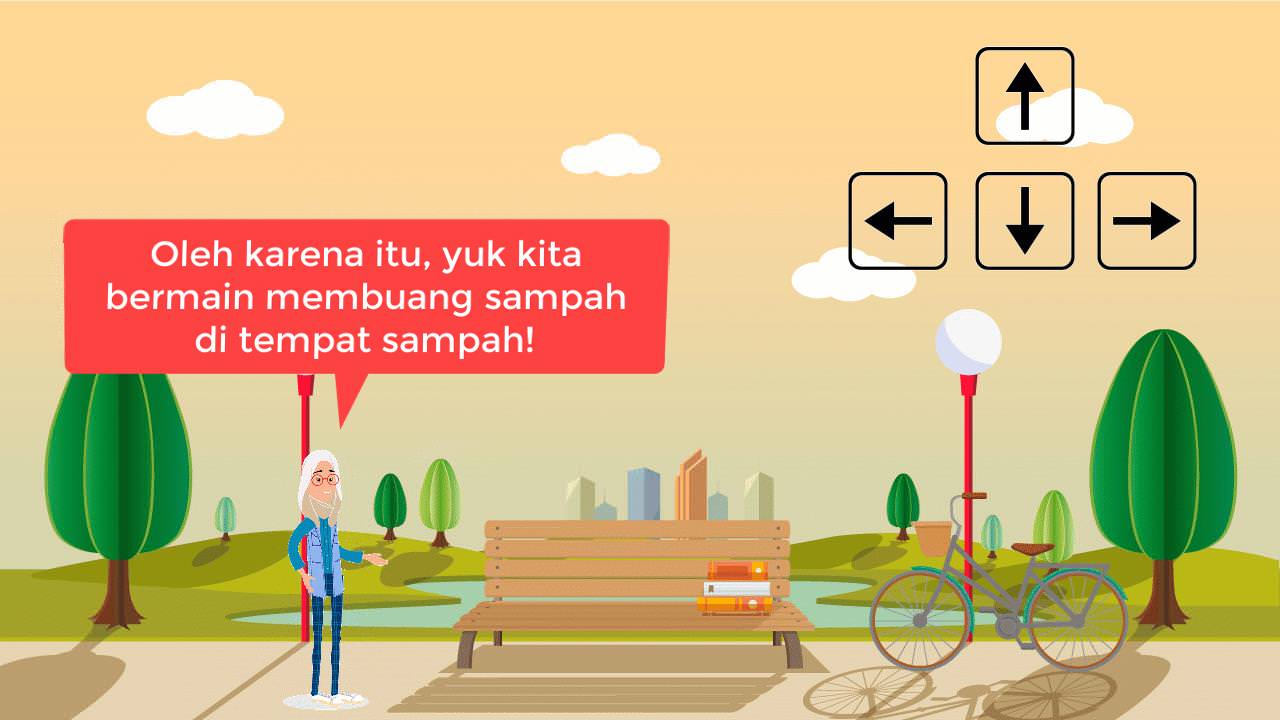 Oleh karena itu, yuk kita
bermain membuang sampah
di tempat sampah!